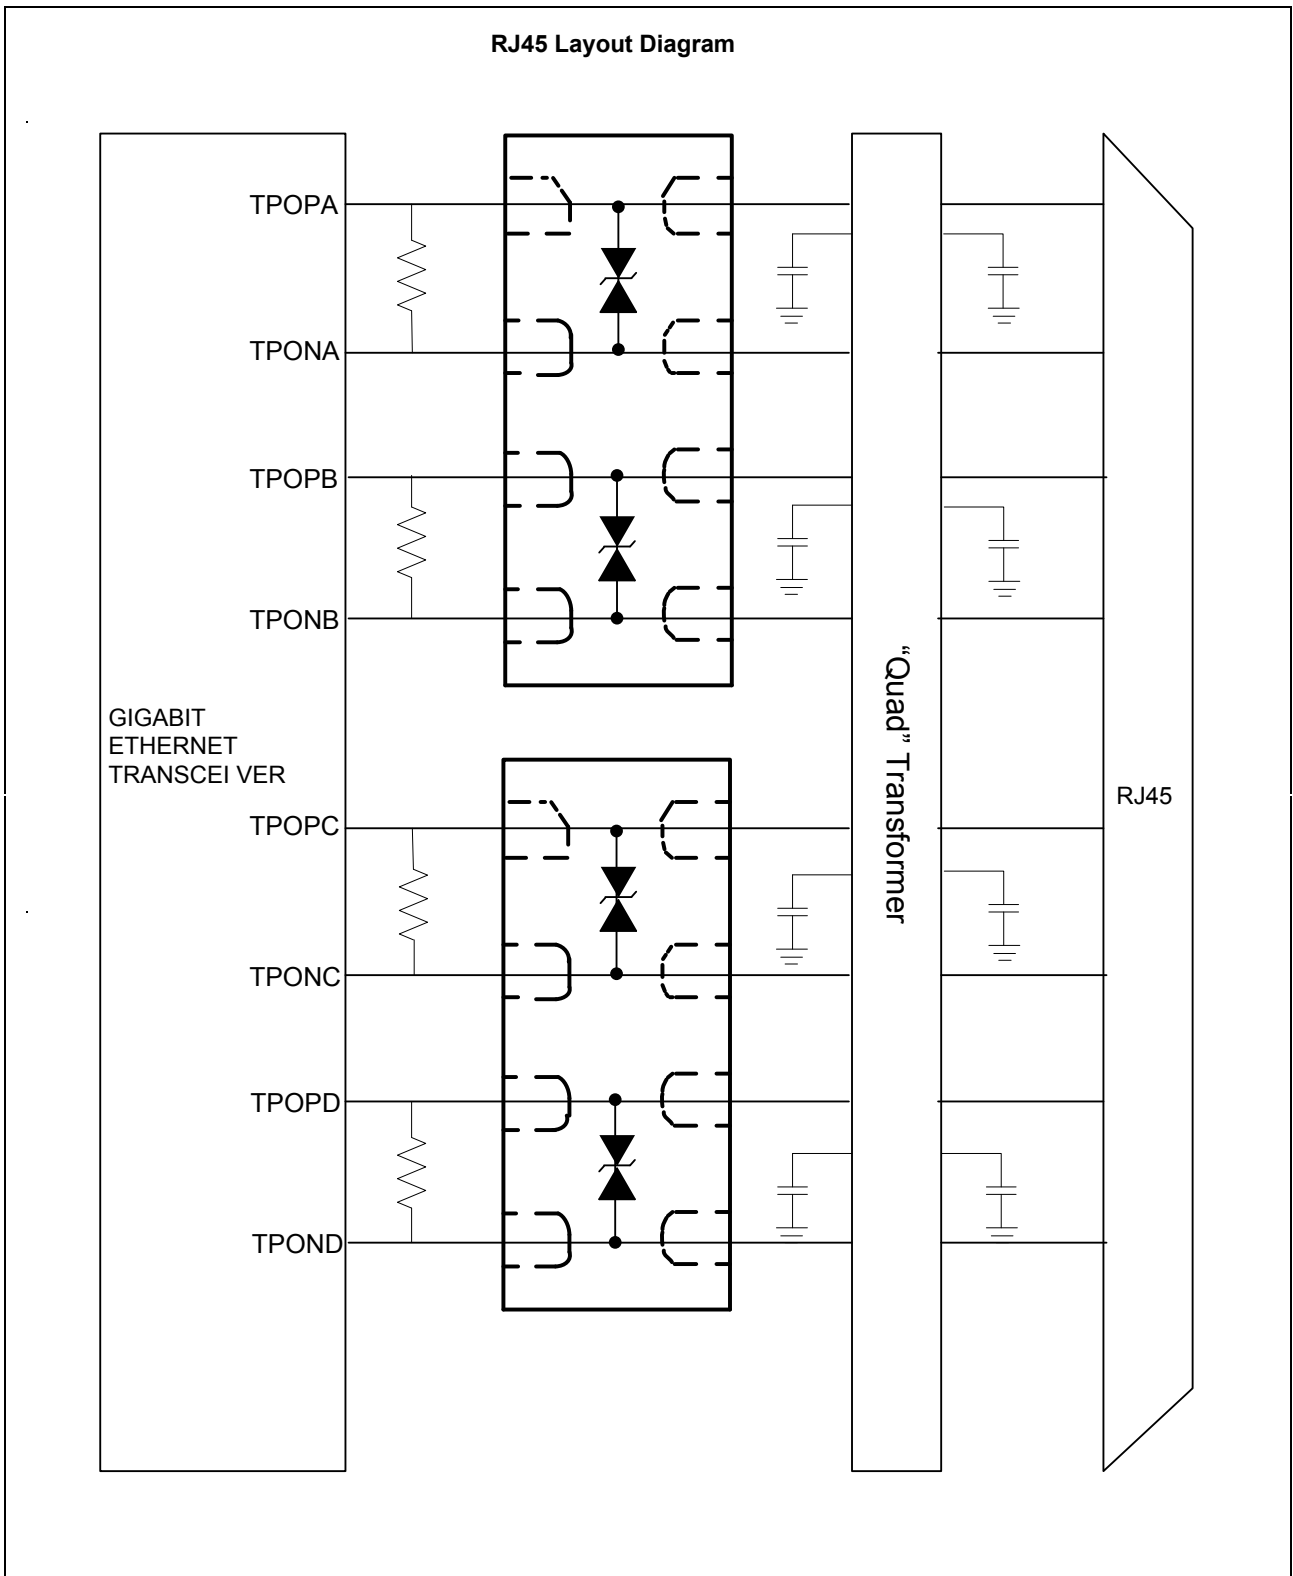 RJ45 Layout Diagram
TPOPA
TPONA
TPOPB
TPONB
GIGABIT
ETHERNET
TRANSCEI VER
TPOPC
TPONC
TPOPD
TPOND
"Quad" Transformer
RJ45